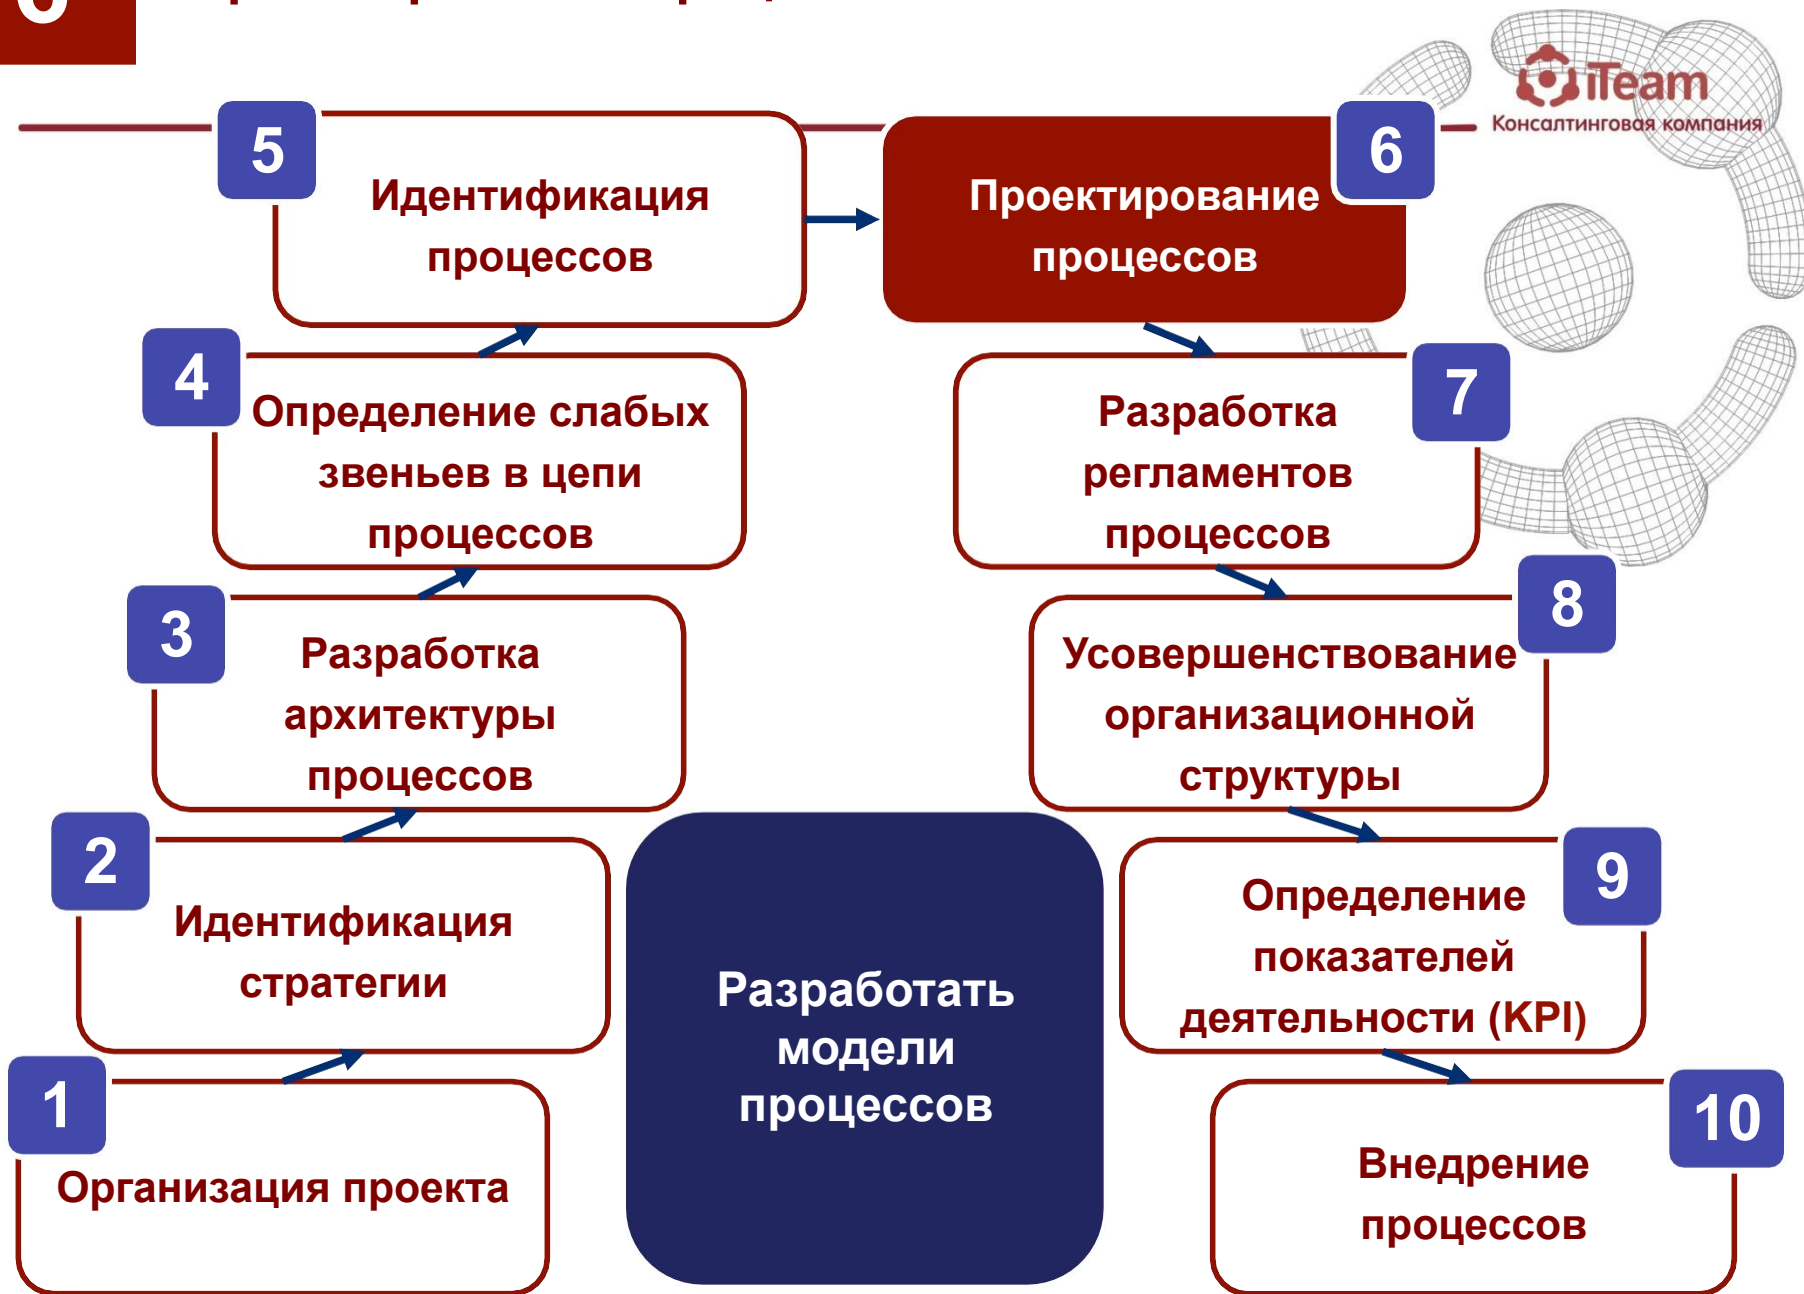 6
iTeam
Консалтинговая компания
5
Идентификация
процессов
6
Проектирование
процессов
4
Определение слабых
звеньев в цепи
процессов
7
Разработка
регламентов
процессов
3
Разработка
архитектуры
процессов
8
Усовершенствование
организационной
структуры
2
Идентификация
стратегии
9
Определение
показателей
деятельности (KPI)
Разработать
модели
процессов
1
Организация проекта
10
Внедрение
процессов